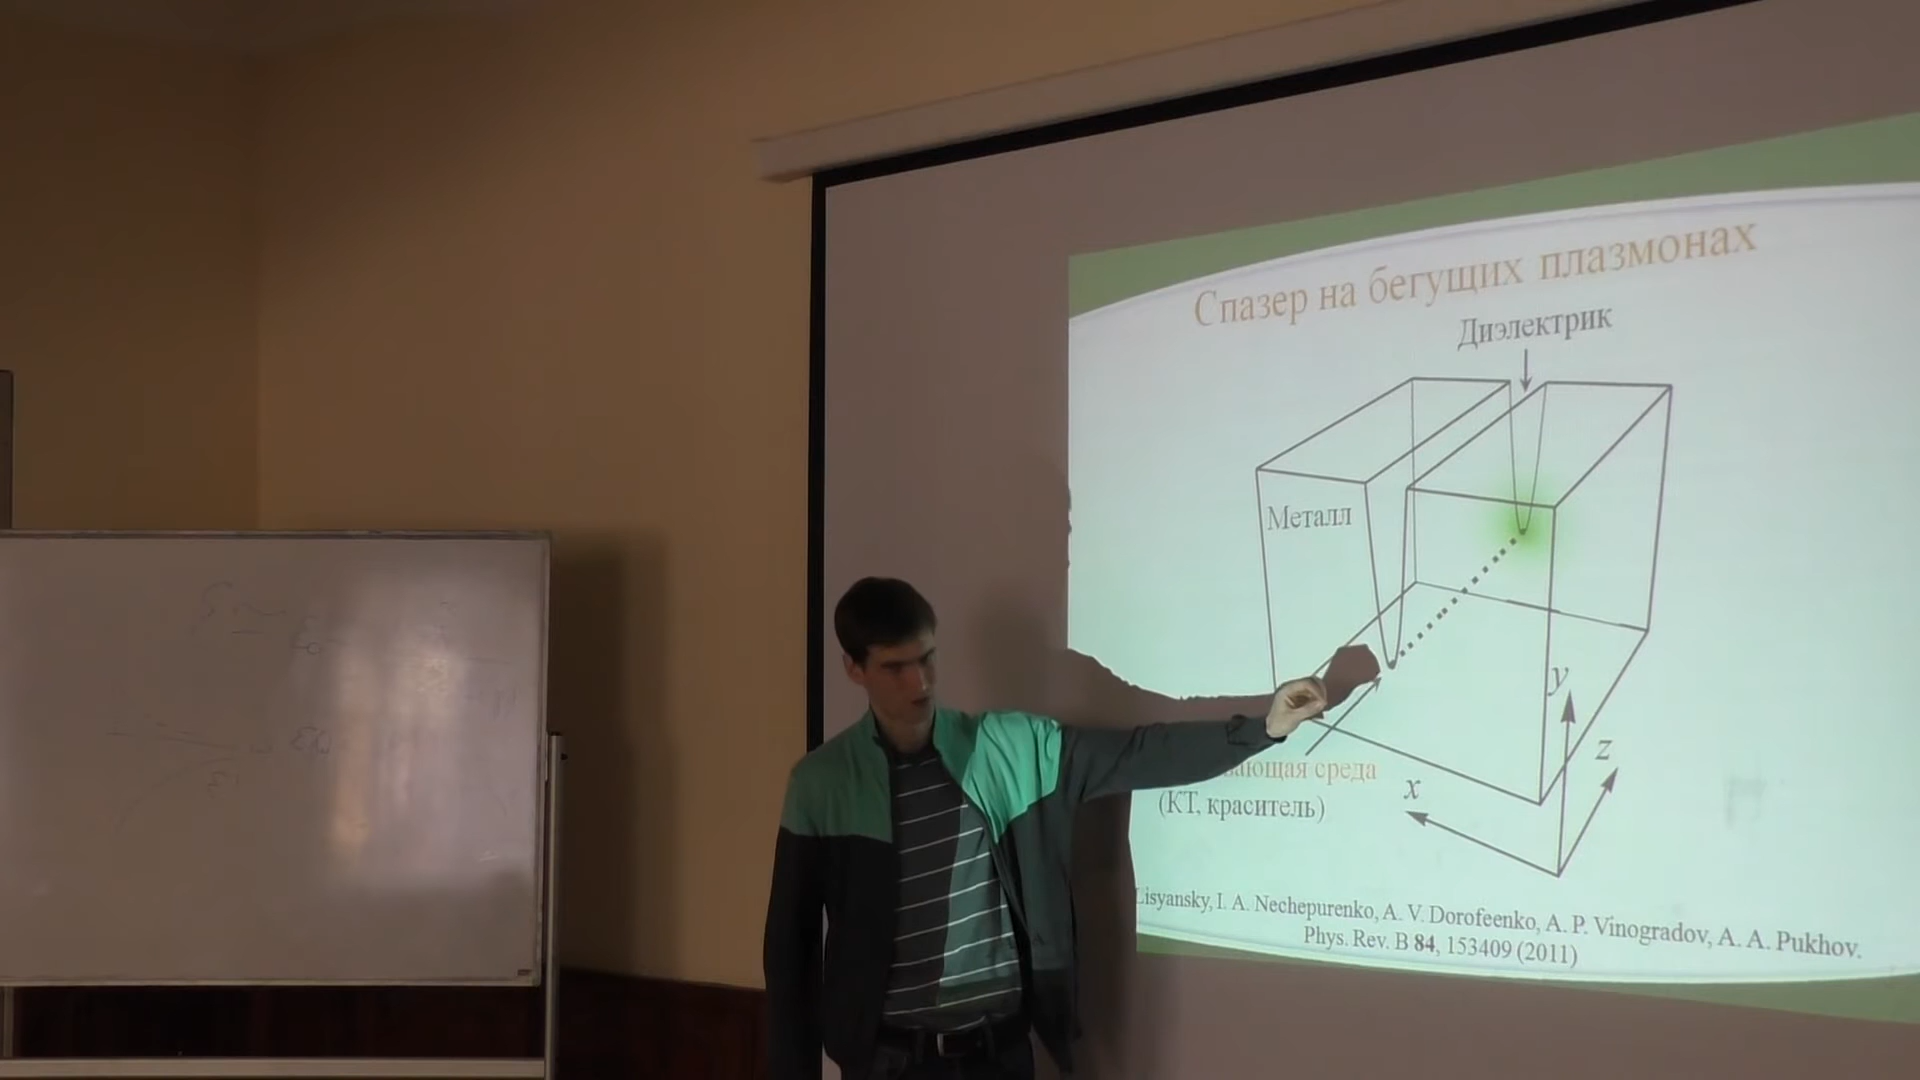 Спазер на бегущих плазмонах
Диэлектрик
Металл
y
z
x
среда
(КТ, краситель)
Lisyansky, I. A. Nechepurenko, A. V. Dorofeenko, A. P. Vinogradov, A. A. Pukhov.
Phys. Rev. B 84, 153409 (2011)